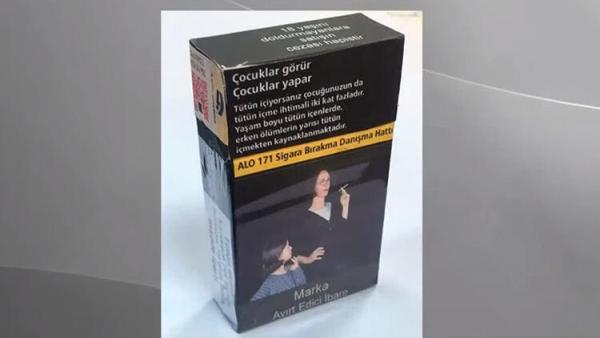 18 yaşını
doldurmayanlara
satışın
cezası hapistir
Çocuklar görür
Çocuklar yapar
Tütün içiyorsanız çocuğunuzun da
tütün içme ihtimali iki kat fazladır.
Yaşam boyu tütün içenlerde,
erken ölümlerin yarısı tütün
içmekten kaynaklanmaktadır.
ALO 171 Sigara Bırakma Danışma Hattı
Marka
Ayırt Edici İbare